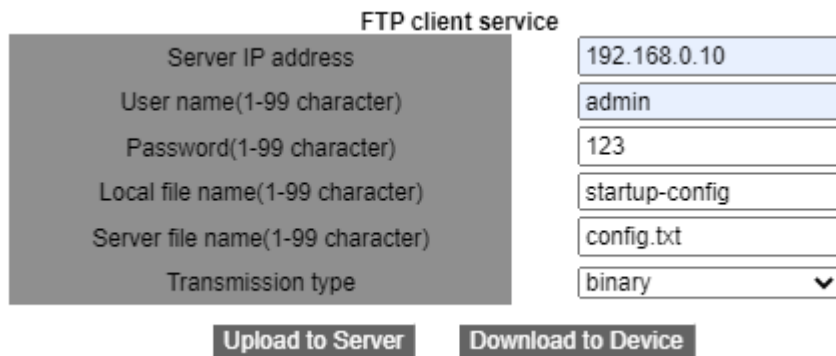 FTP client service
Server IP address 192.168.0.10
User name(1-99 character) admin
Password(1-99 character) 123
Local file name(1-99 character) startup-config
Server file name(1-99 character) config.txt
Transmission type binary
Upload to Server Download to Device